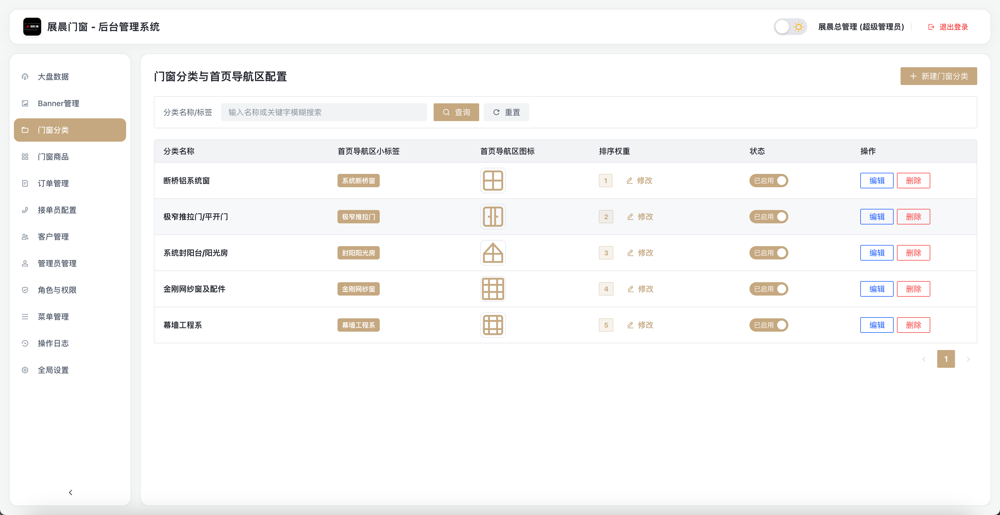 展晨门窗
展晨门窗 - 后台管理系统
展晨总管理 (超级管理员)
退出登录
大盘数据
Banner管理
门窗分类
门窗商品
订单管理
接单员配置
客户管理
管理员管理
角色与权限
菜单管理
操作日志
全局设置
门窗分类与首页导航区配置
新建门窗分类
分类名称/标签 输入名称或关键字模糊搜索 查询 重置
分类名称 首页导航区小标签 首页导航区图标 排序权重 状态 操作
断桥铝系统窗 系统断桥窗 1 修改 已启用 编辑 删除
极窄推拉门/平开门 极窄推拉门 2 修改 已启用 编辑 删除
系统封阳台/阳光房 封阳阳光房 3 修改 已启用 编辑 删除
金刚网纱窗及配件 金刚网纱窗 4 修改 已启用 编辑 删除
幕墙工程系 幕墙工程系 5 修改 已启用 编辑 删除
1